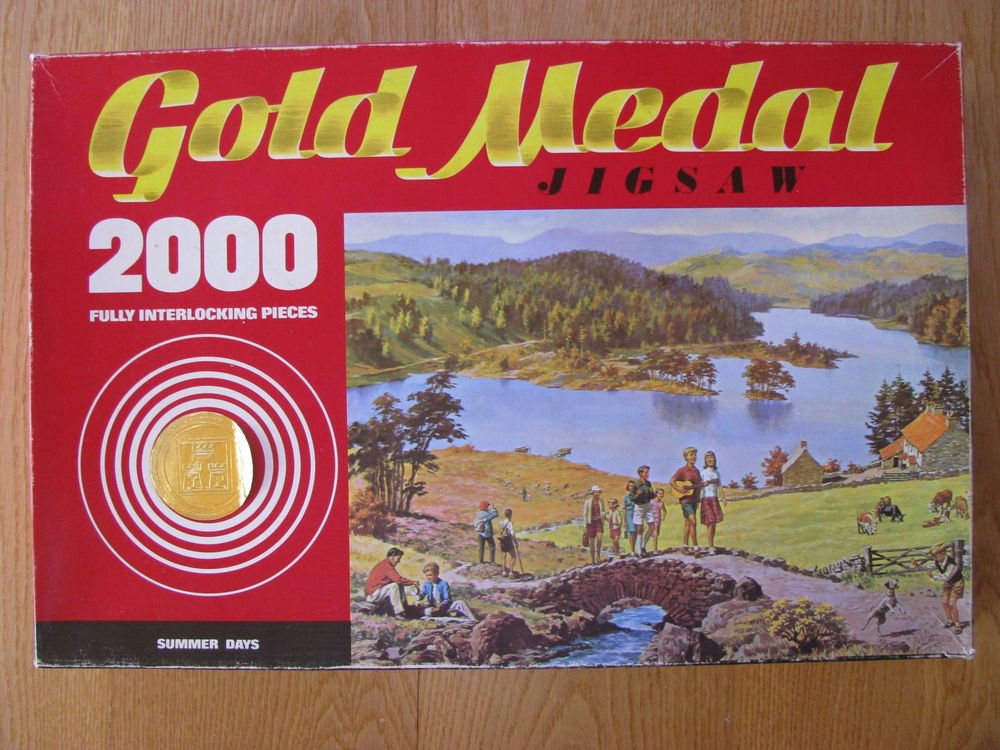 Gold Medal
JIGSAW
2000
FULLY INTERLOCKING PIECES
SUMMER DAYS